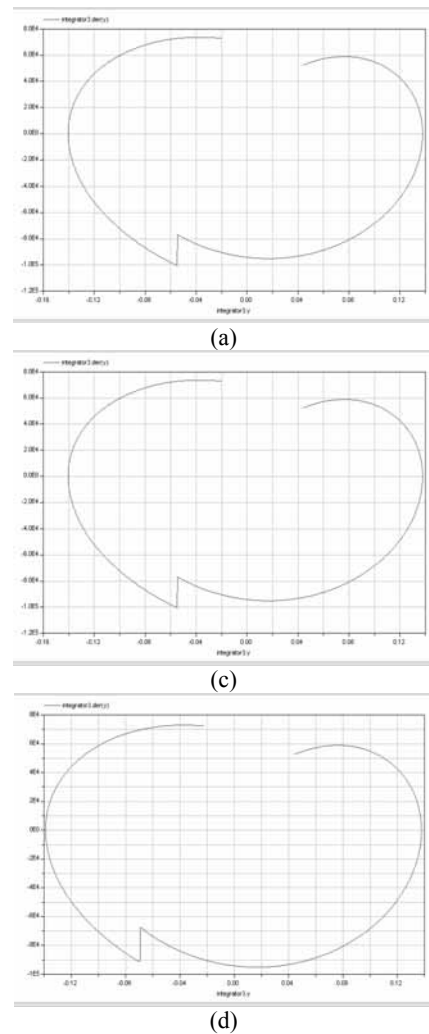 integrator3.der(y)
8.0E4
6.0E4
4.0E4
2.0E4
0.0E0
-2.0E4
-4.0E4
-6.0E4
-8.0E4
-1.0E5
-1.2E5
-0.16 -0.12 -0.08 -0.04 0.00 0.04 0.08 0.12
integrator3.y
(a)
integrator3.der(y)
8.0E4
6.0E4
4.0E4
2.0E4
0.0E0
-2.0E4
-4.0E4
-6.0E4
-8.0E4
-1.0E5
-1.2E5
-0.16 -0.12 -0.08 -0.04 0.00 0.04 0.08 0.12
integrator3.y
(c)
integrator3.der(y)
8E4
6E4
4E4
2E4
0E0
-2E4
-4E4
-6E4
-8E4
-1E5
-0.12 -0.08 -0.04 0.00 0.04 0.08 0.12
integrator3.y
(d)